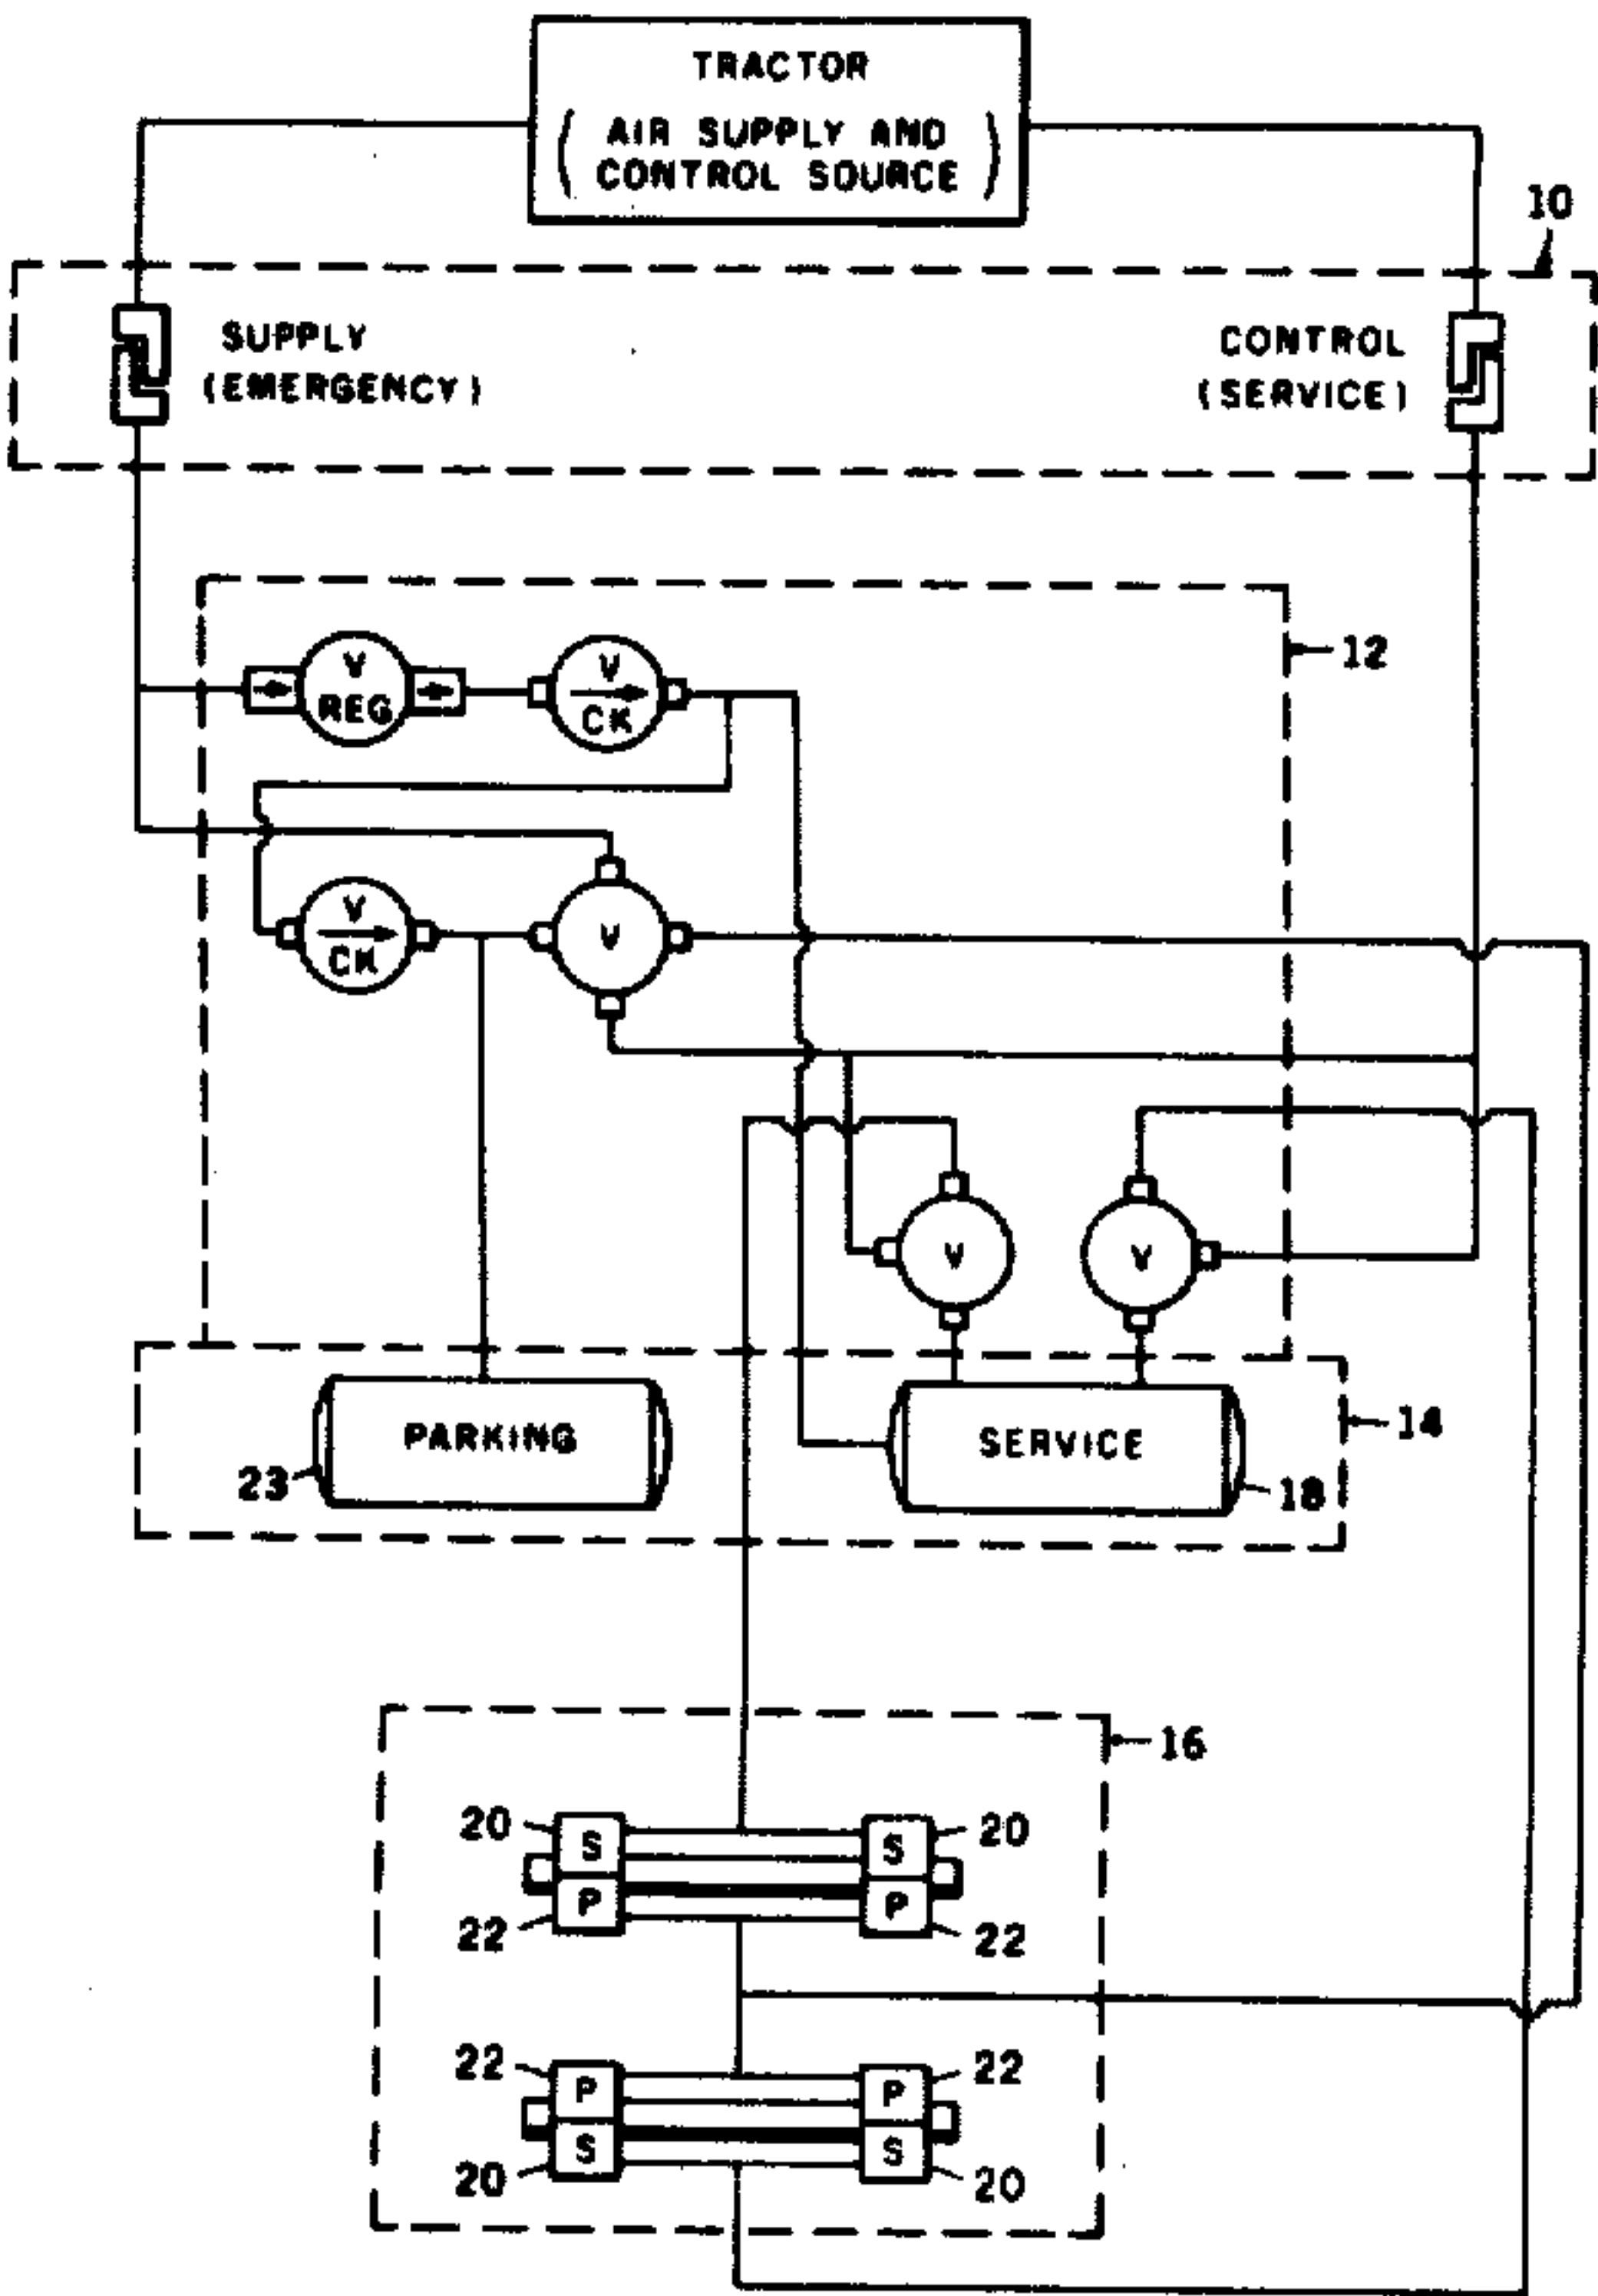 TRACTOR
( AIR SUPPLY AND
CONTROL SOURCE )
10
SUPPLY
(EMERGENCY)
CONTROL
(SERVICE)
12
V
REG
V
CK
V
CK
V
V
V
PARKING
SERVICE
14
23
18
16
20
S
S
20
22
P
P
22
22
P
P
22
20
S
S
20